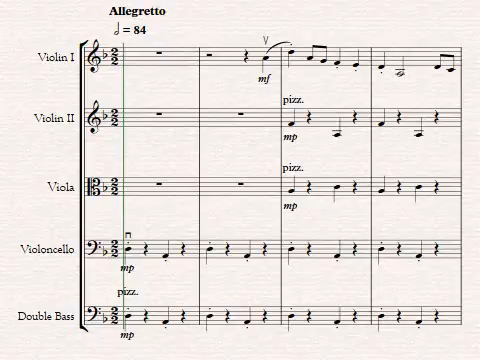 Allegretto
𝅗𝅥 = 84
Violin I
mf
pizz.
Violin II
mp
pizz.
Viola
mp
Violoncello
mp
pizz.
Double Bass
mp